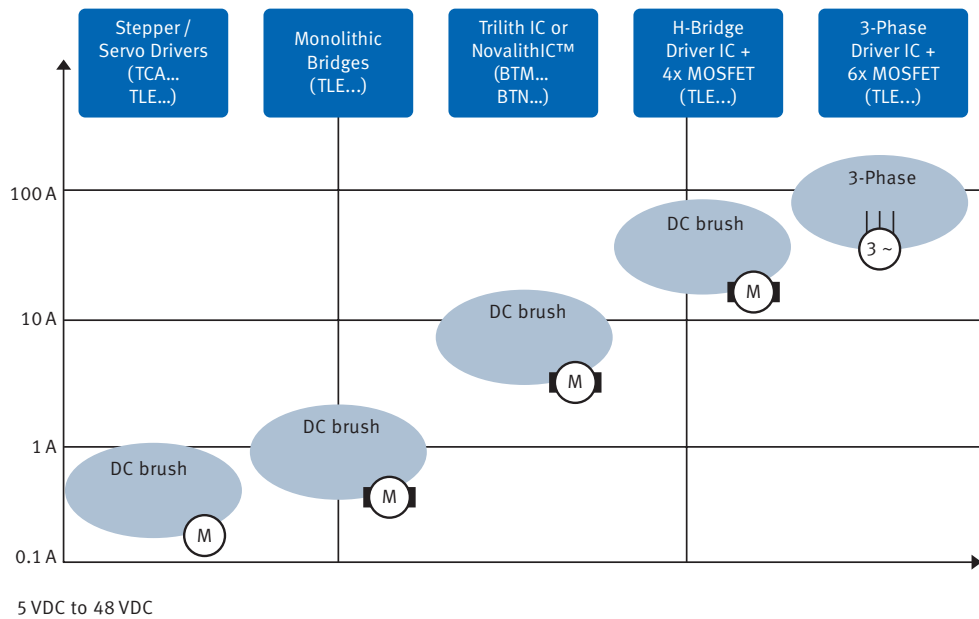 Stepper /
Servo Drivers
(TCA...
TLE...)
Monolithic
Bridges
(TLE...)
Trilith IC or
NovalithIC™
(BTM...
BTN...)
H-Bridge
Driver IC +
4x MOSFET
(TLE...)
3-Phase
Driver IC +
6x MOSFET
(TLE...)
100 A
10 A
1 A
0.1 A
DC brush
M
DC brush
M
DC brush
M
DC brush
M
3-Phase
3 ~
5 VDC to 48 VDC